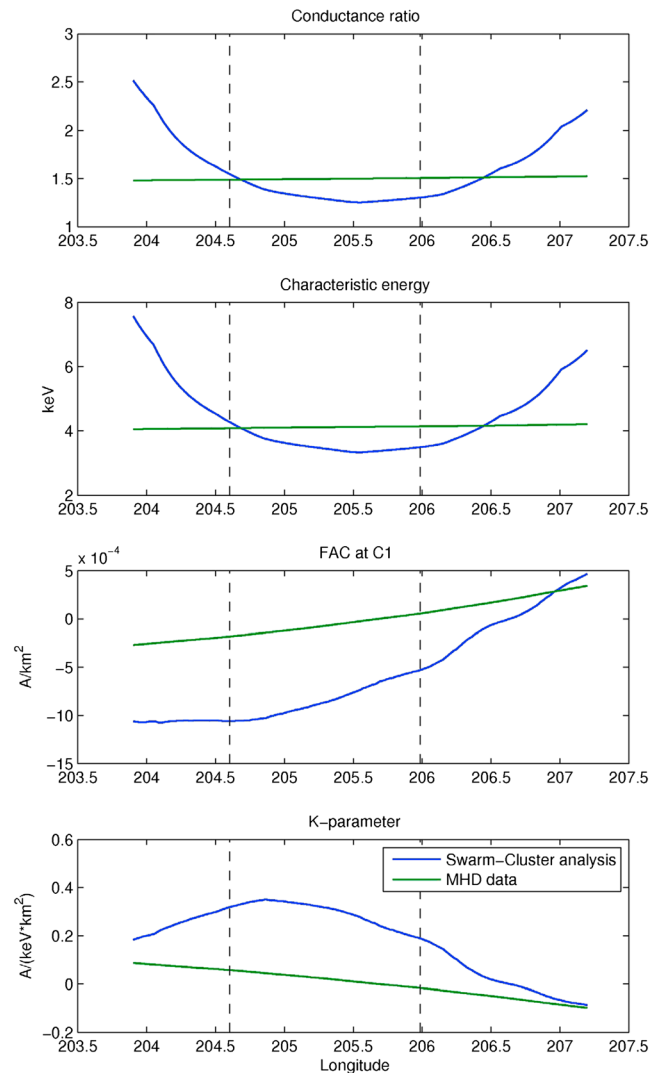 Conductance ratio
3
2.5
2
1.5
1
203.5 204 204.5 205 205.5 206 206.5 207 207.5
Characteristic energy
8
6
4
2
keV
203.5 204 204.5 205 205.5 206 206.5 207 207.5
x 10⁻⁴ FAC at C1
5
0
−5
−10
−15
A/km²
203.5 204 204.5 205 205.5 206 206.5 207 207.5
K−parameter
0.6
0.4
0.2
0
−0.2
A/(keV*km²)
Swarm−Cluster analysis
MHD data
203.5 204 204.5 205 205.5 206 206.5 207 207.5
Longitude